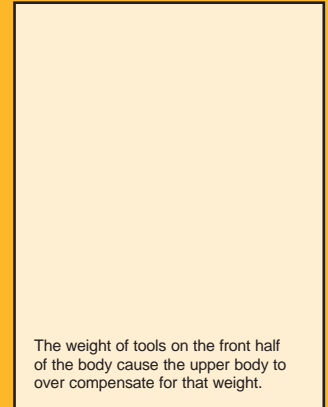 The weight of tools on the front half
of the body cause the upper body to
over compensate for that weight.